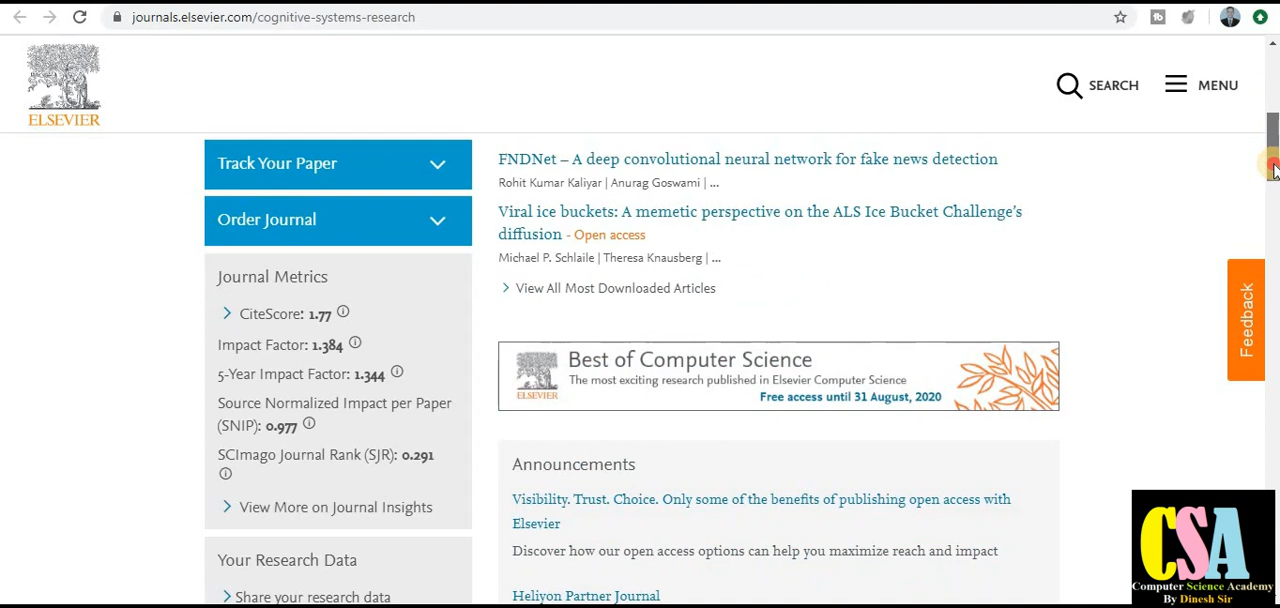 journals.elsevier.com/cognitive-systems-research
ELSEVIER
SEARCH
MENU
Track Your Paper
Order Journal
Journal Metrics
CiteScore: 1.77
Impact Factor: 1.384
5-Year Impact Factor: 1.344
Source Normalized Impact per Paper
(SNIP): 0.977
SCImago Journal Rank (SJR): 0.291
View More on Journal Insights
Your Research Data
Share your research data
FNDNet – A deep convolutional neural network for fake news detection
Rohit Kumar Kaliyar | Anurag Goswami | ...
Viral ice buckets: A memetic perspective on the ALS Ice Bucket Challenge's
diffusion - Open access
Michael P. Schlaile | Theresa Knausberg | ...
View All Most Downloaded Articles
ELSEVIER
Best of Computer Science
The most exciting research published in Elsevier Computer Science
Free access until 31 August, 2020
Announcements
Visibility. Trust. Choice. Only some of the benefits of publishing open access with
Elsevier
Discover how our open access options can help you maximize reach and impact
Heliyon Partner Journal
Feedback
CSA
Computer Science Academy
By Dinesh Sir